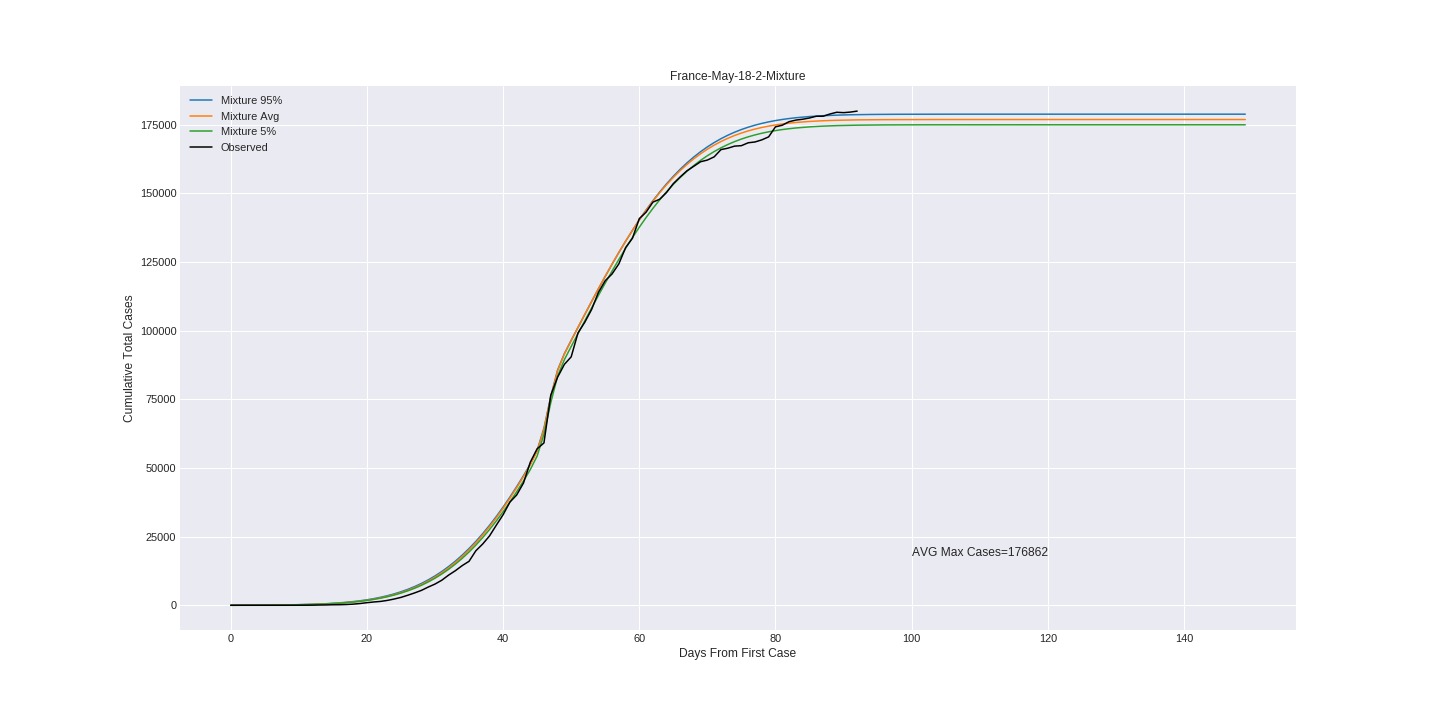 France-May-18-2-Mixture
Mixture 95%
Mixture Avg
Mixture 5%
Observed
175000
150000
125000
100000
75000
50000
25000
0
Cumulative Total Cases
AVG Max Cases=176862
0 20 40 60 80 100 120 140
Days From First Case